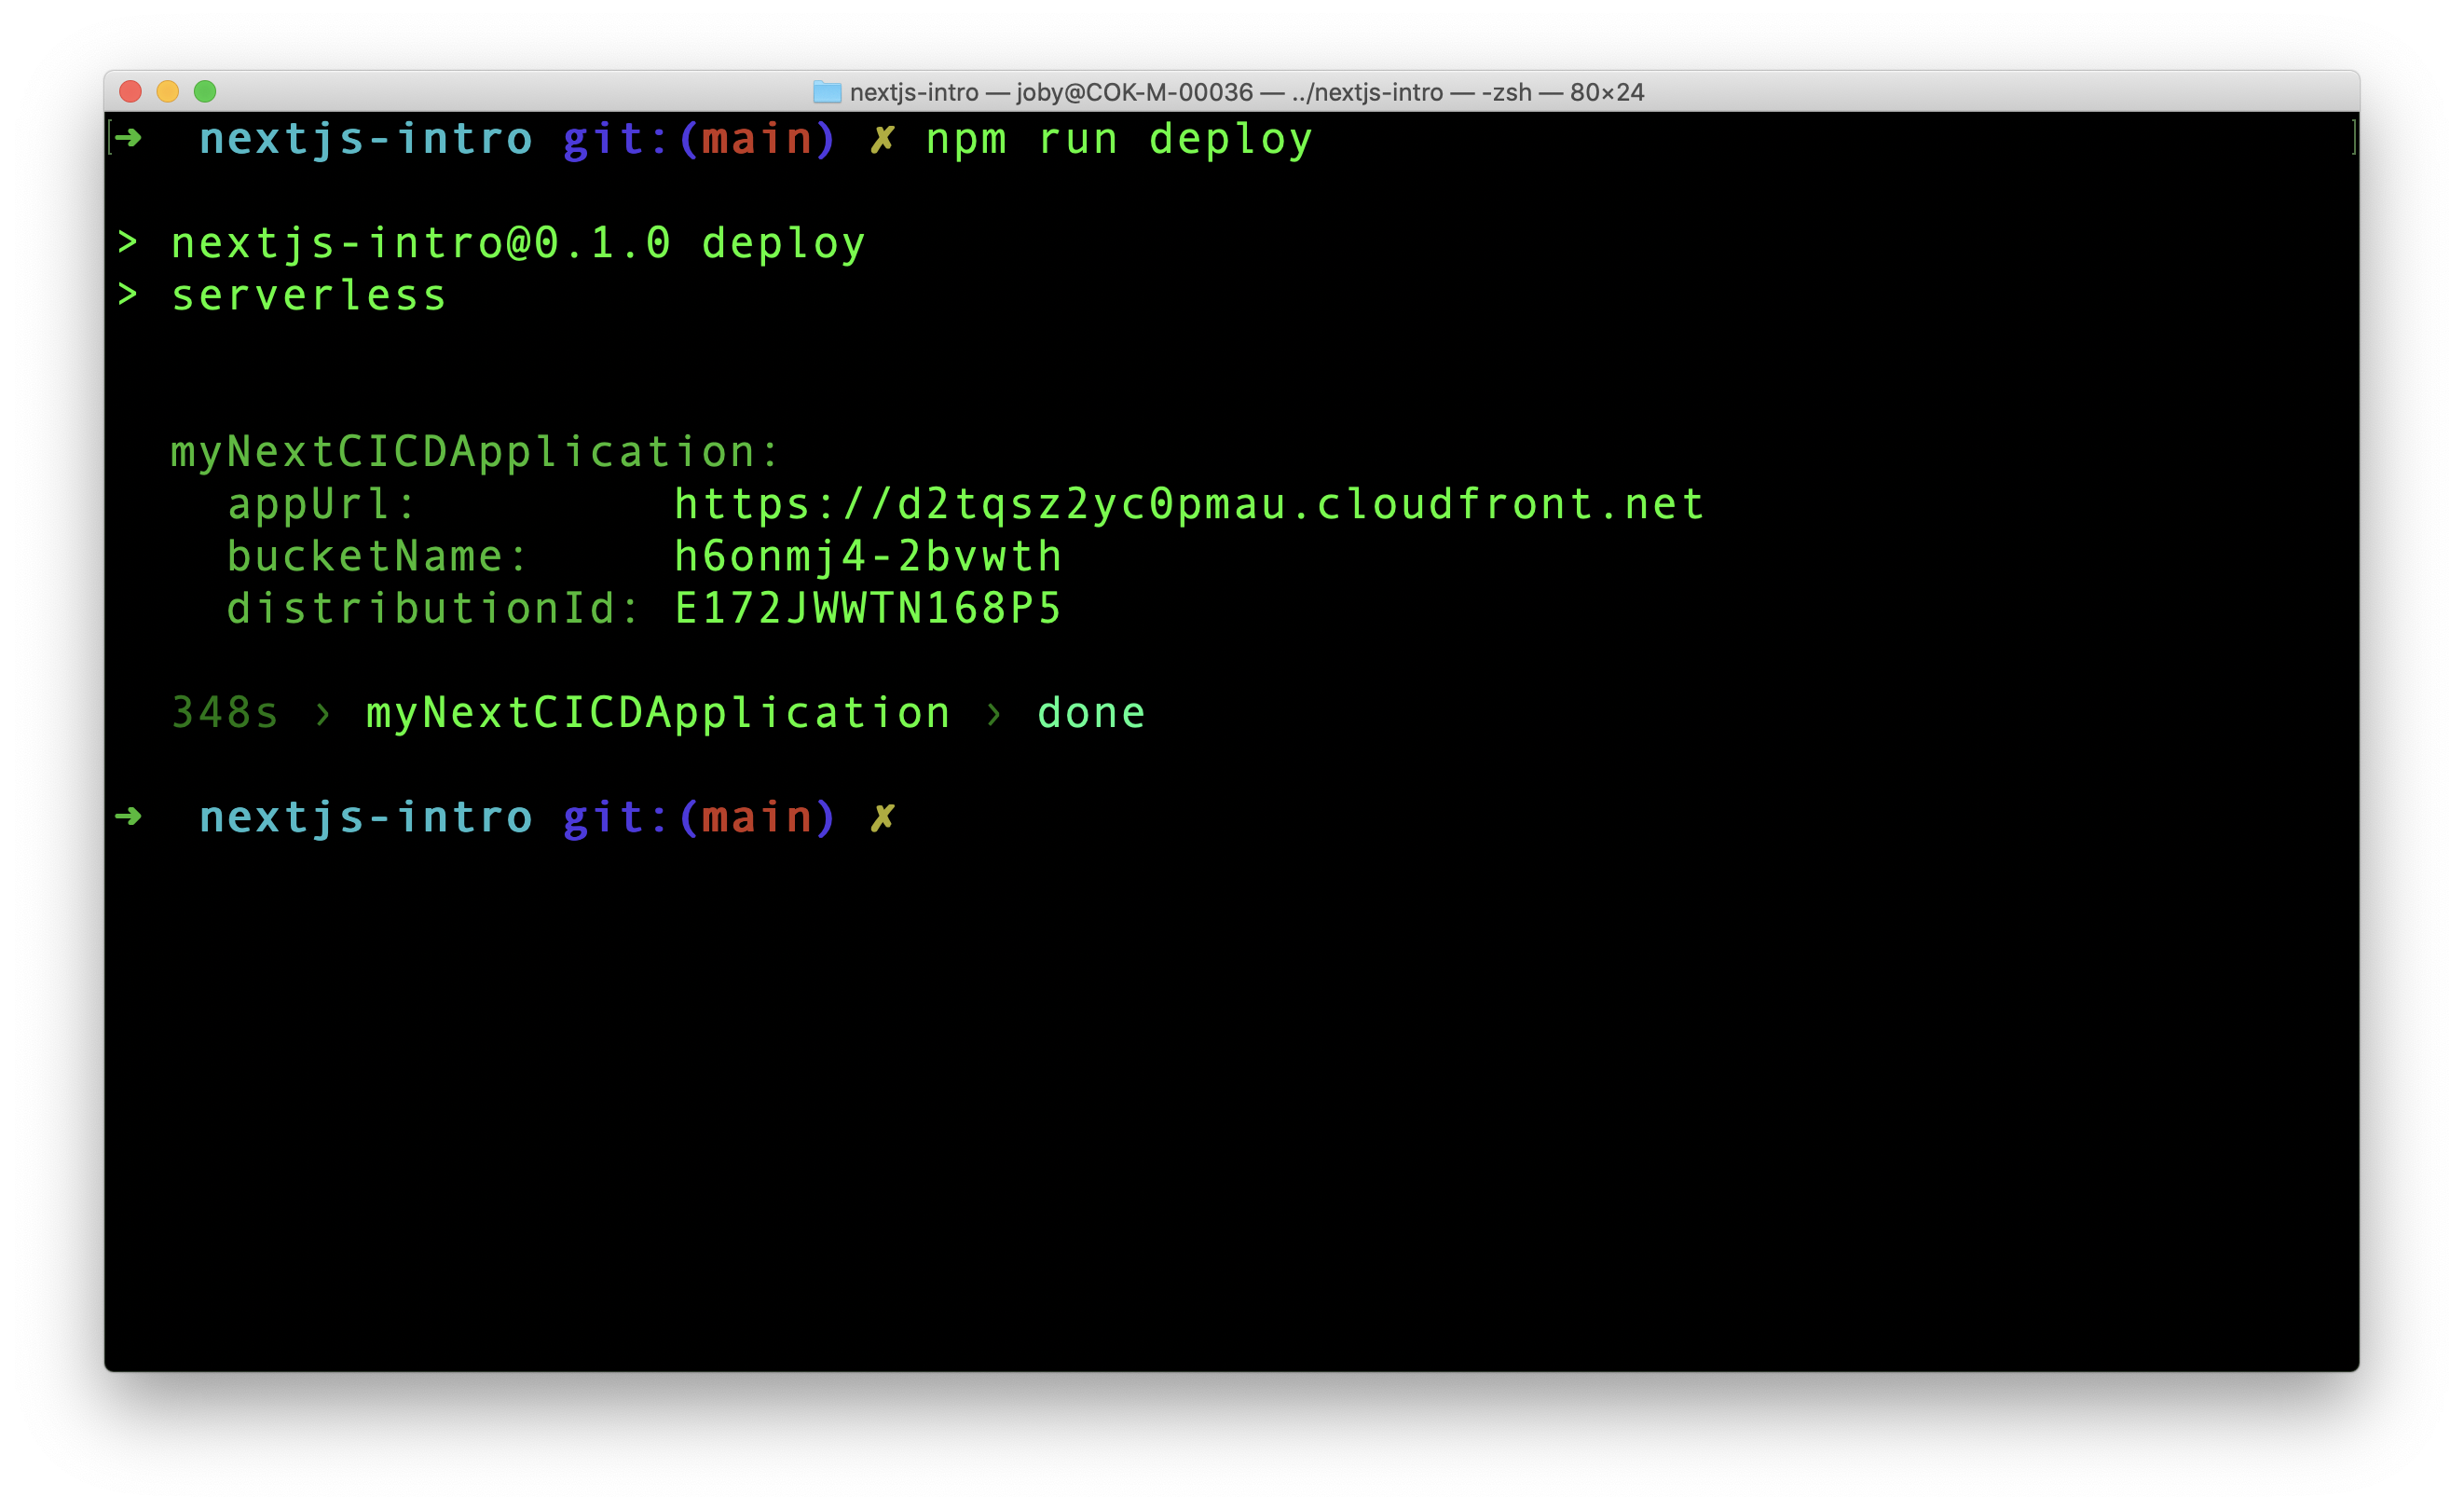 nextjs-intro — joby@COK-M-00036 — ../nextjs-intro — -zsh — 80×24
➜  nextjs-intro git:(main) ✗ npm run deploy
> nextjs-intro@0.1.0 deploy
> serverless
myNextCICDApplication:
appUrl: https://d2tqsz2yc0pmau.cloudfront.net
bucketName: h6onmj4-2bvwth
distributionId: E172JWWTN168P5
348s › myNextCICDApplication › done
➜  nextjs-intro git:(main) ✗